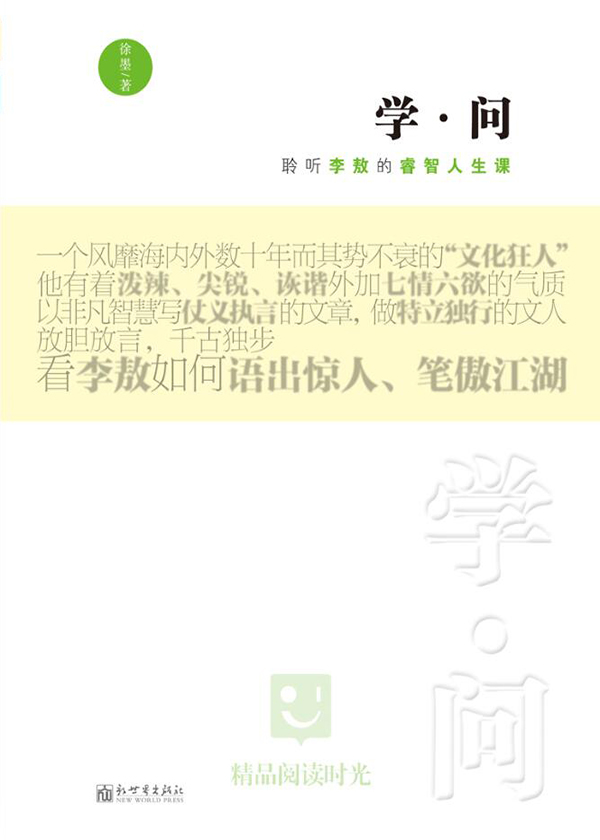 徐墨/著
学·问
聆听李敖的睿智人生课
一个风靡海内外数十年而其势不衰的“文化狂人”
他有着泼辣、尖锐、诙谐外加七情六欲的气质
以非凡智慧写仗义执言的文章，做特立独行的文人
放胆放言，千古独步
看李敖如何语出惊人、笔傲江湖
学·问
精品阅读时光
新世界出版社
NEW WORLD PRESS